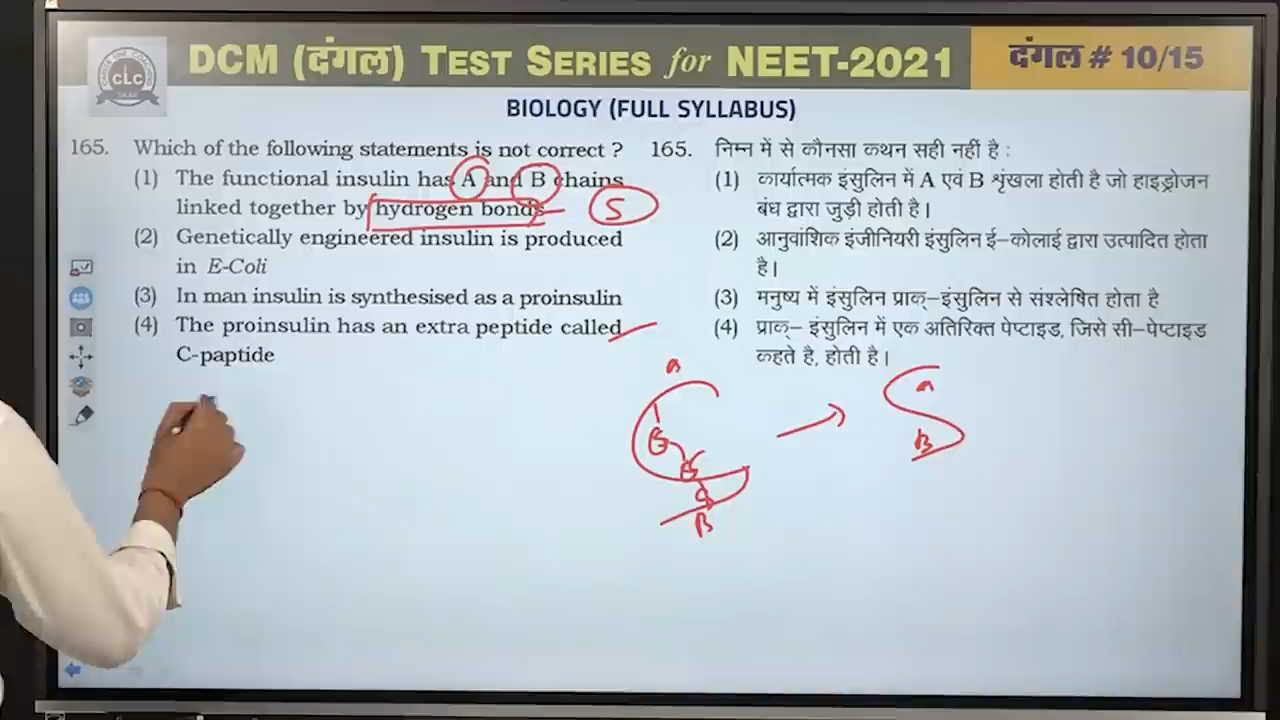 DCM (दंगल) TEST SERIES for NEET-2021
दंगल # 10/15
CLC
BIOLOGY (FULL SYLLABUS)
165. Which of the following statements is not correct ?
(1) The functional insulin has A and B chains
linked together by hydrogen bonds
S
(2) Genetically engineered insulin is produced
in E-Coli
(3) In man insulin is synthesised as a proinsulin
(4) The proinsulin has an extra peptide called
C-paptide
165. निम्न में से कौनसा कथन सही नहीं है :
(1) कार्यात्मक इंसुलिन में A एवं B शृंखला होती है जो हाइड्रोजन
बंध द्वारा जुड़ी होती है।
(2) आनुवांशिक इंजीनियरी इंसुलिन ई–कोलाई द्वारा उत्पादित होता
है।
(3) मनुष्य में इंसुलिन प्राक्–इंसुलिन से संश्लेषित होता है
(4) प्राक्– इंसुलिन में एक अतिरिक्त पेप्टाइड, जिसे सी–पेप्टाइड
कहते है, होती है।
A
B
A
B